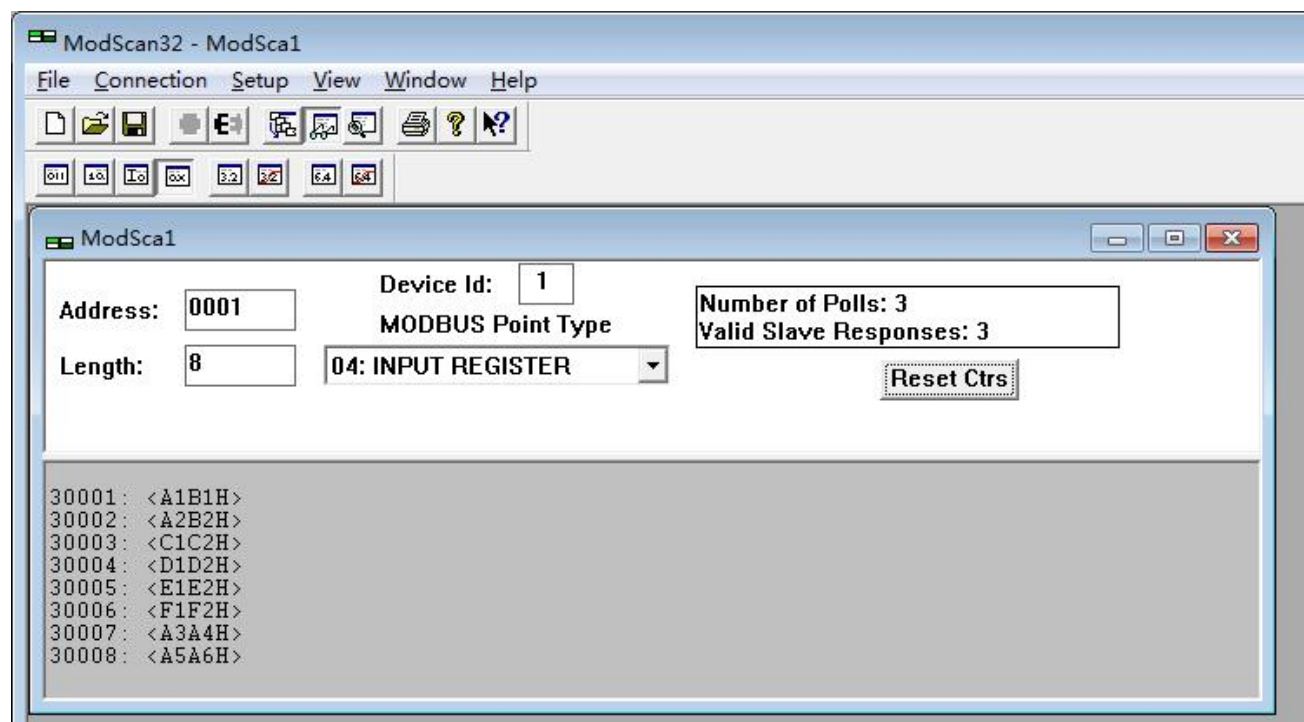 ModScan32 - ModSca1
File Connection Setup View Window Help
ModSca1
Device Id: 1
Address: 0001
MODBUS Point Type
Length: 8
04: INPUT REGISTER
Number of Polls: 3
Valid Slave Responses: 3
Reset Ctrs
30001: <A1B1H>
30002: <A2B2H>
30003: <C1C2H>
30004: <D1D2H>
30005: <E1E2H>
30006: <F1F2H>
30007: <A3A4H>
30008: <A5A6H>